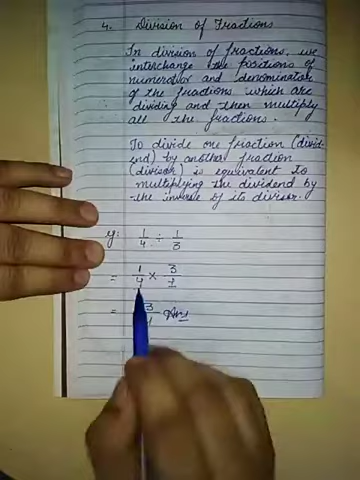 4. Division of Fractions
In division of fractions, we
interchange the positions of
numerator and denominator
of the fractions which are
dividing and then multiply
all the fractions.
To divide one fraction (divid-
end) by another fraction
(divisor) is equivalent to
multiplying the dividend by
the inverse of its divisor.
eg: 1/4 ÷ 1/3
= 1/4 × 3/1
= 3/ Ans